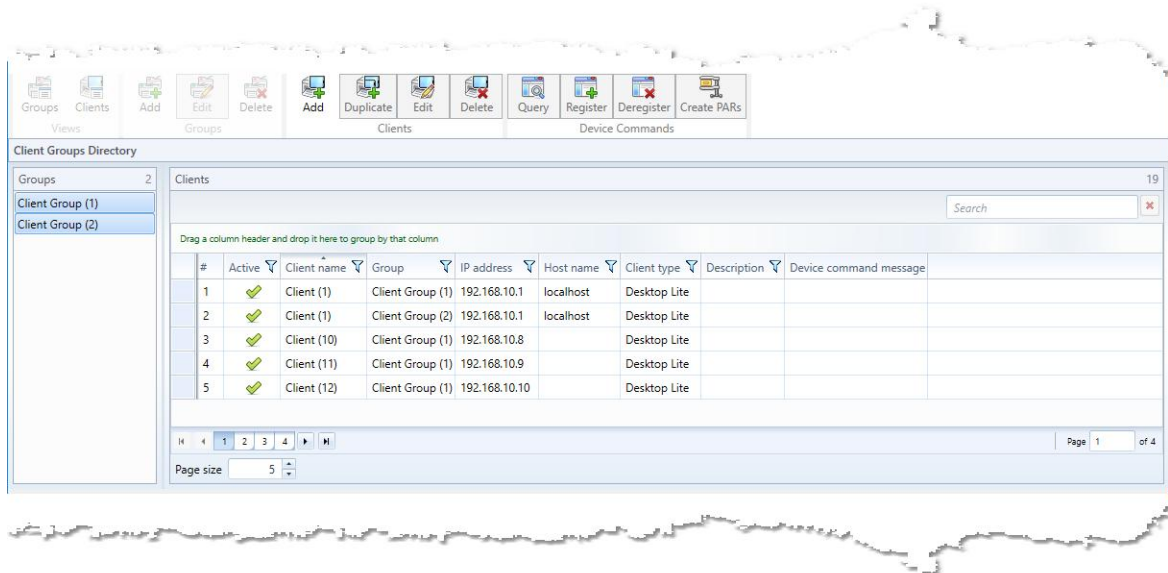 Groups Clients Add Edit Delete Add Duplicate Edit Delete Query Register Deregister Create PARs
Views Groups Clients Device Commands
Client Groups Directory
Groups 2
Client Group (1)
Client Group (2)
Clients 19
Search
Drag a column header and drop it here to group by that column
# Active Client name Group IP address Host name Client type Description Device command message
1 Client (1) Client Group (1) 192.168.10.1 localhost Desktop Lite
2 Client (1) Client Group (2) 192.168.10.1 localhost Desktop Lite
3 Client (10) Client Group (1) 192.168.10.8 Desktop Lite
4 Client (11) Client Group (1) 192.168.10.9 Desktop Lite
5 Client (12) Client Group (1) 192.168.10.10 Desktop Lite
1 2 3 4 Page 1 of 4
Page size 5